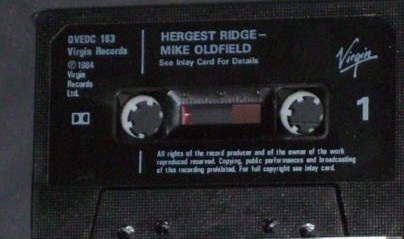 OVEDC 163
Virgin Records
℗ 1984
Virgin
Records
Ltd.
HERGEST RIDGE–
MIKE OLDFIELD
See Inlay Card For Details
Virgin
1
All rights of the record producer and of the owner of the work
reproduced reserved. Copying, public performances and broadcasting
of this recording prohibited. For full copyright see inlay card.